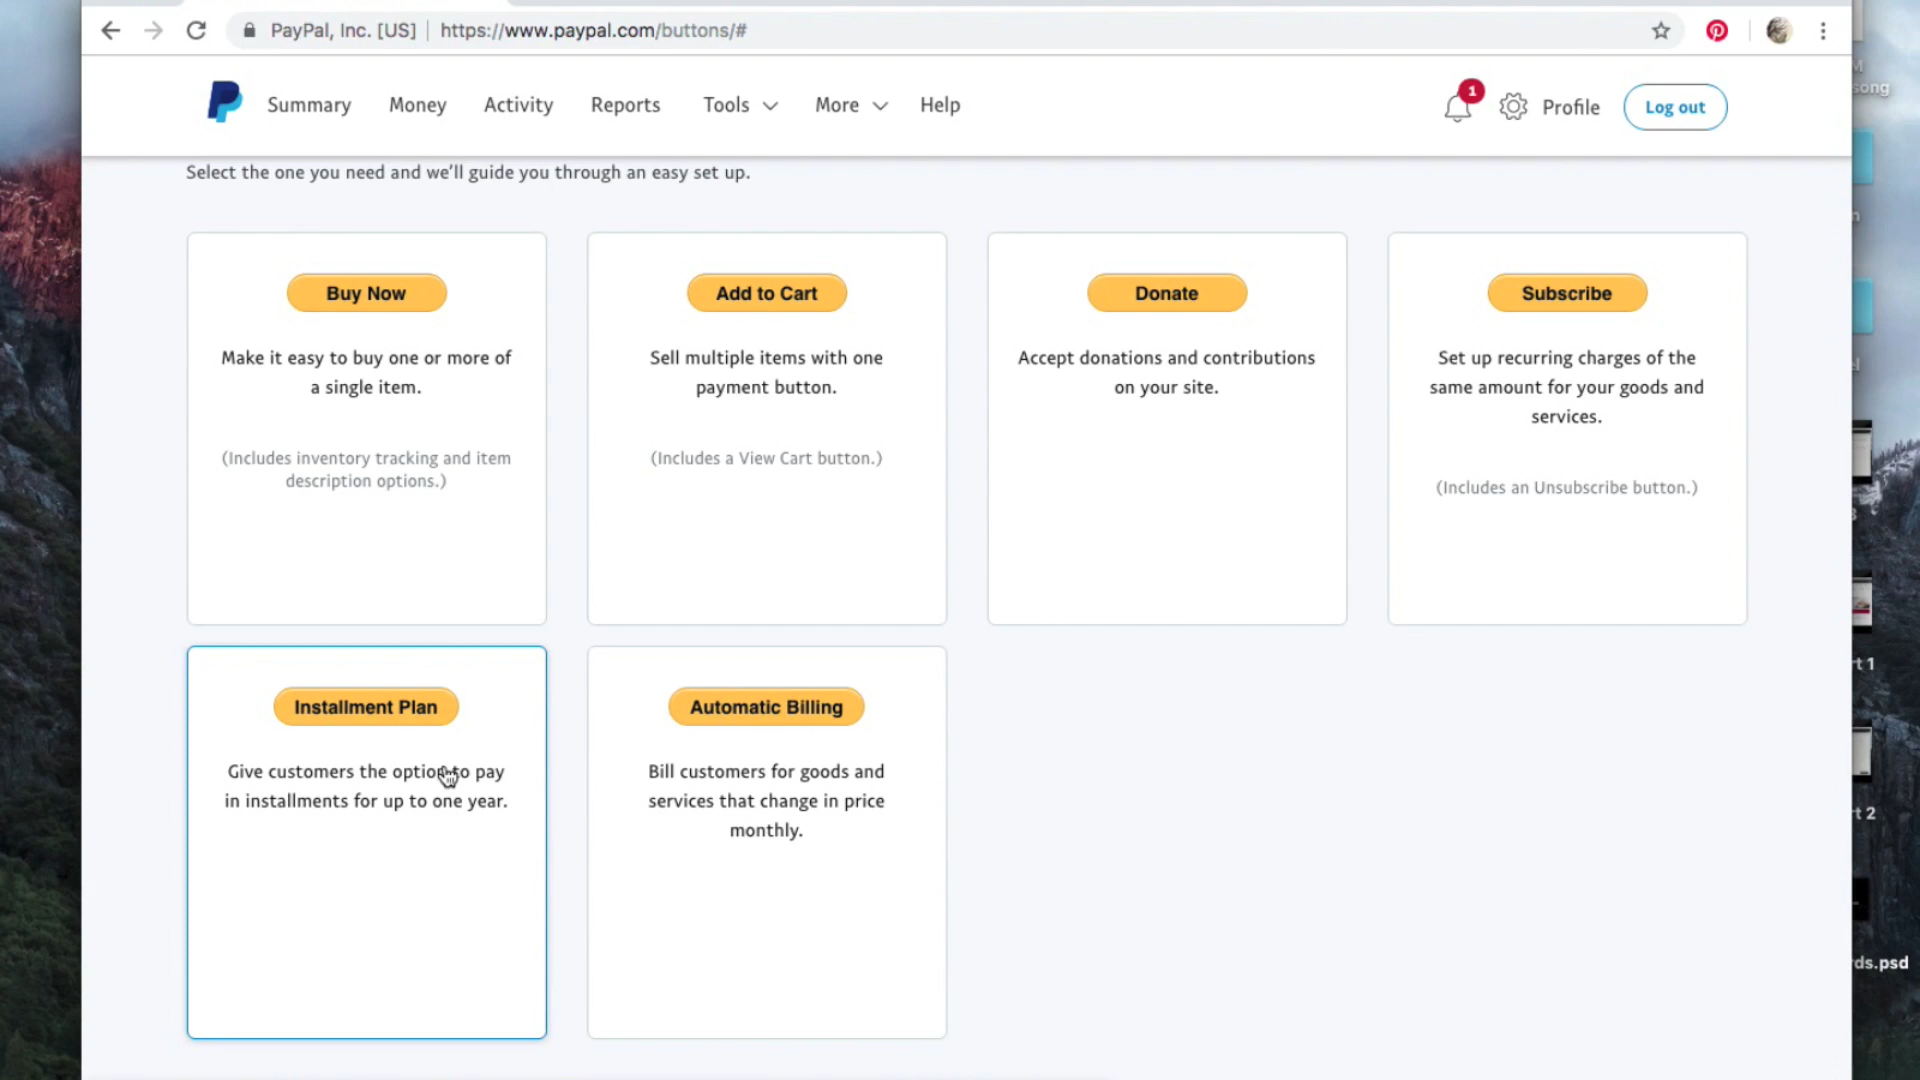 PayPal, Inc. [US] https://www.paypal.com/buttons/#
Summary Money Activity Reports Tools More Help
1
Profile
Log out
Select the one you need and we'll guide you through an easy set up.
Buy Now
Make it easy to buy one or more of
a single item.
(Includes inventory tracking and item
description options.)
Add to Cart
Sell multiple items with one
payment button.
(Includes a View Cart button.)
Donate
Accept donations and contributions
on your site.
Subscribe
Set up recurring charges of the
same amount for your goods and
services.
(Includes an Unsubscribe button.)
Installment Plan
Give customers the option to pay
in installments for up to one year.
Automatic Billing
Bill customers for goods and
services that change in price
monthly.
song
rt 1
rt 2
rds.psd